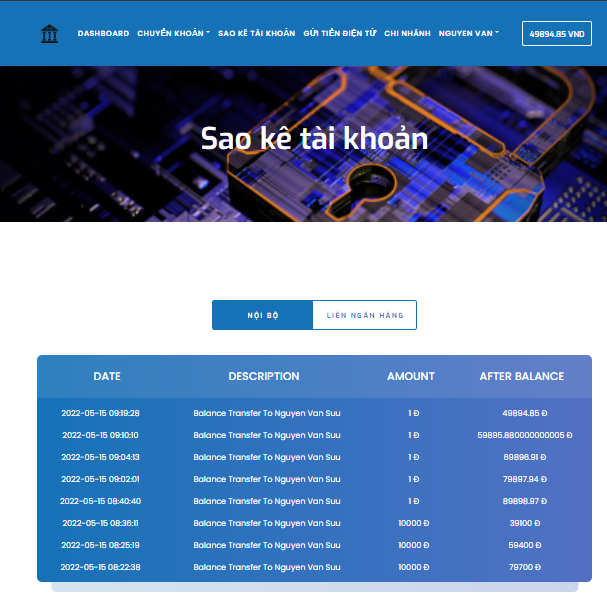 DASHBOARD CHUYỂN KHOẢN SAO KÊ TÀI KHOẢN GỬI TIỀN ĐIỆN TỬ CHI NHÁNH NGUYEN VAN 49894.85 VND
Sao kê tài khoản
NỘI BỘ LIÊN NGÂN HÀNG
DATE DESCRIPTION AMOUNT AFTER BALANCE
2022-05-15 09:19:28 Balance Transfer To Nguyen Van Suu 1 Đ 49894.85 Đ
2022-05-15 09:10:10 Balance Transfer To Nguyen Van Suu 1 Đ 59895.880000000005 Đ
2022-05-15 09:04:13 Balance Transfer To Nguyen Van Suu 1 Đ 69896.91 Đ
2022-05-15 09:02:01 Balance Transfer To Nguyen Van Suu 1 Đ 79897.94 Đ
2022-05-15 08:40:40 Balance Transfer To Nguyen Van Suu 1 Đ 89898.97 Đ
2022-05-15 08:36:11 Balance Transfer To Nguyen Van Suu 10000 Đ 39100 Đ
2022-05-15 08:25:19 Balance Transfer To Nguyen Van Suu 10000 Đ 59400 Đ
2022-05-15 08:22:38 Balance Transfer To Nguyen Van Suu 10000 Đ 79700 Đ